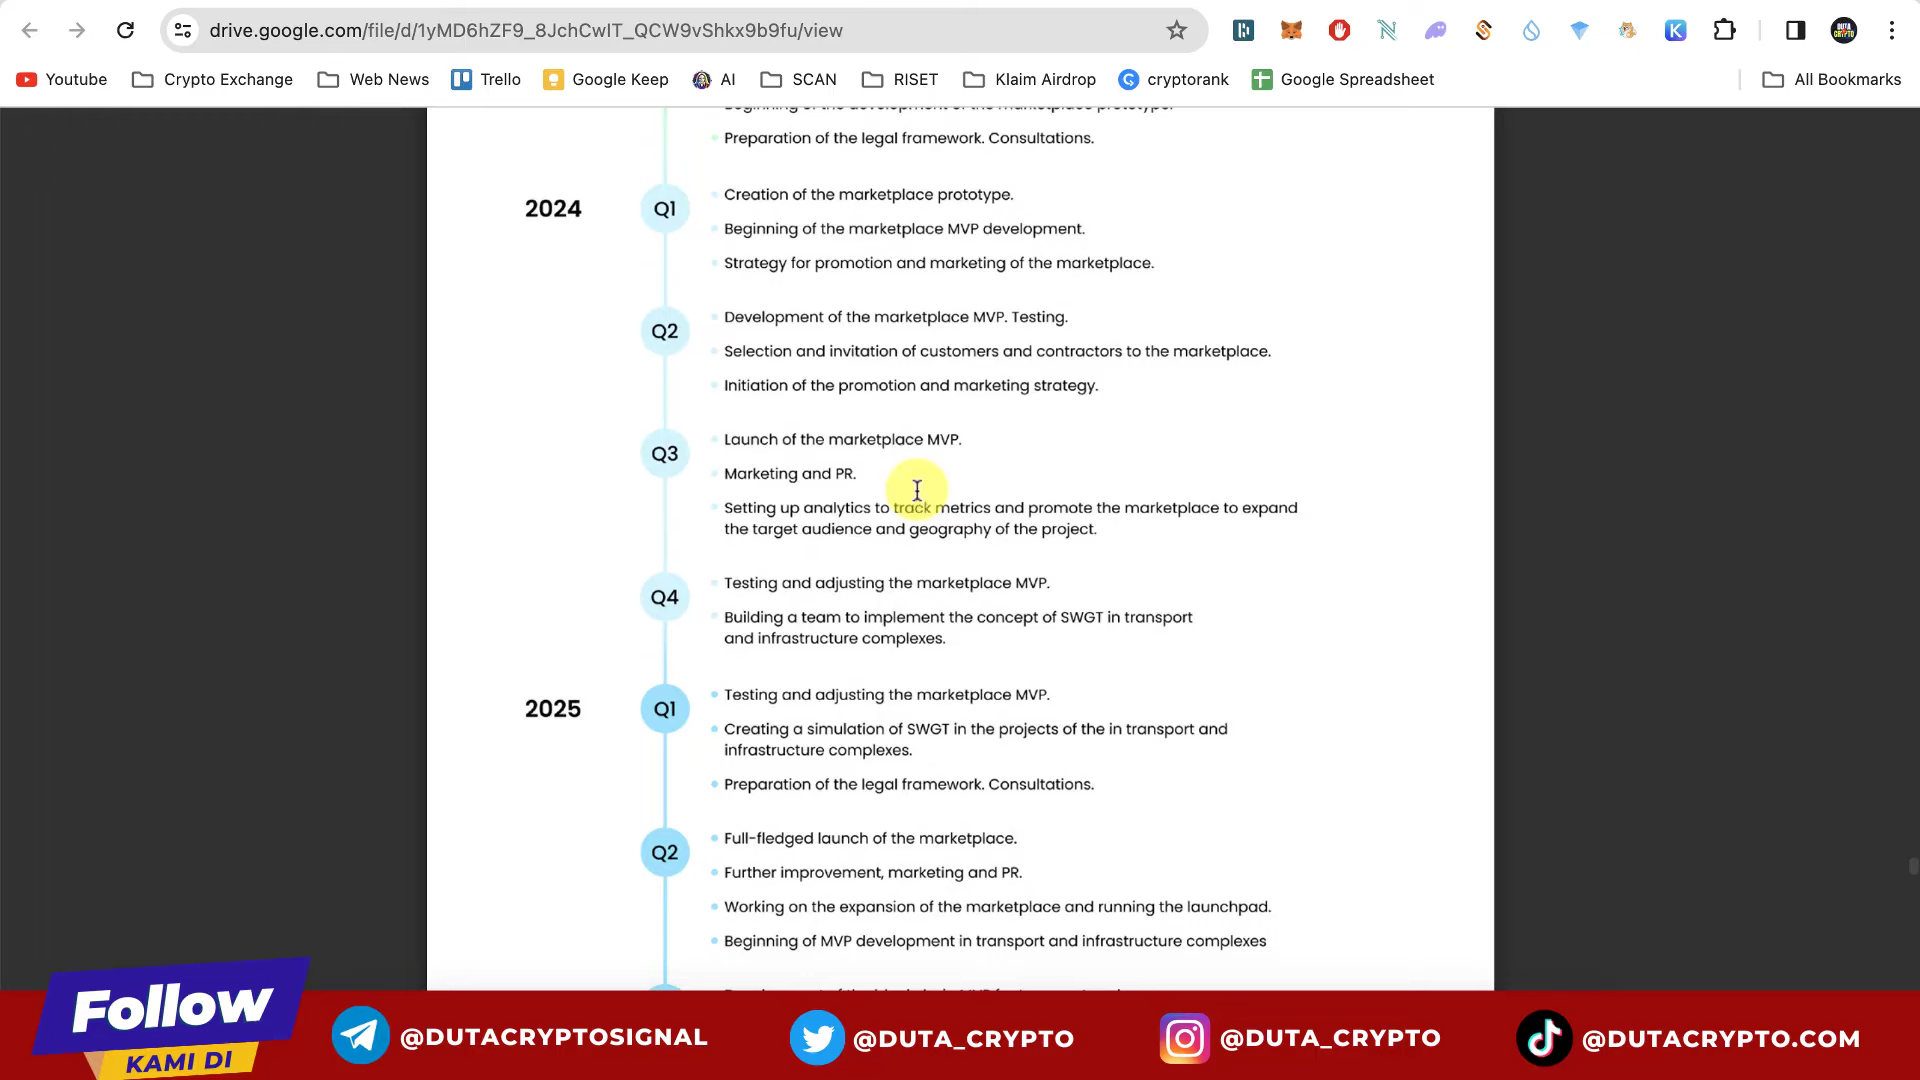 drive.google.com/file/d/1yMD6hZF9_8JchCwIT_QCW9vShkx9b9fu/view
Youtube Crypto Exchange Web News Trello Google Keep AI SCAN RISET Klaim Airdrop cryptorank Google Spreadsheet All Bookmarks
Beginning of the development of the marketplace prototype.
Preparation of the legal framework. Consultations.
2024
Q1
Creation of the marketplace prototype.
Beginning of the marketplace MVP development.
Strategy for promotion and marketing of the marketplace.
Q2
Development of the marketplace MVP. Testing.
Selection and invitation of customers and contractors to the marketplace.
Initiation of the promotion and marketing strategy.
Q3
Launch of the marketplace MVP.
Marketing and PR.
Setting up analytics to track metrics and promote the marketplace to expand
the target audience and geography of the project.
Q4
Testing and adjusting the marketplace MVP.
Building a team to implement the concept of SWGT in transport
and infrastructure complexes.
2025
Q1
Testing and adjusting the marketplace MVP.
Creating a simulation of SWGT in the projects of the in transport and
infrastructure complexes.
Preparation of the legal framework. Consultations.
Q2
Full-fledged launch of the marketplace.
Further improvement, marketing and PR.
Working on the expansion of the marketplace and running the launchpad.
Beginning of MVP development in transport and infrastructure complexes
Follow
KAMI DI
@DUTACRYPTOSIGNAL
@DUTA_CRYPTO
@DUTA_CRYPTO
@DUTACRYPTO.COM